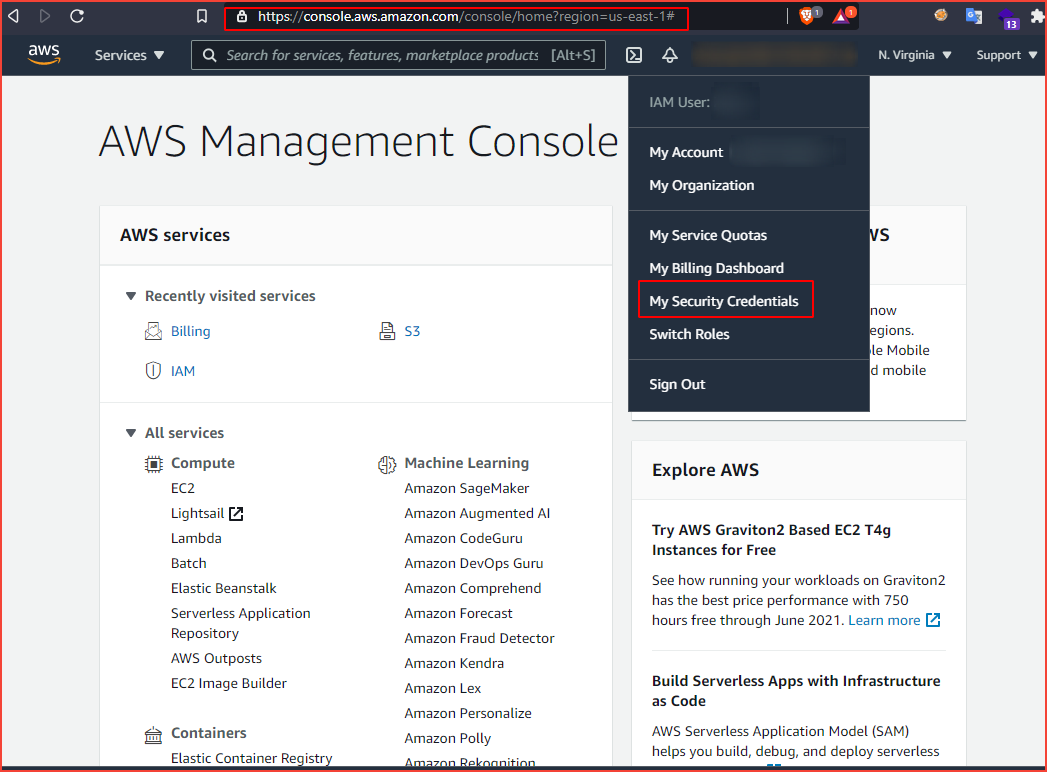 https://console.aws.amazon.com/console/home?region=us-east-1#
1
1
13
aws
Services
Search for services, features, marketplace products [Alt+S]
N. Virginia
Support
AWS Management Console
IAM User:
My Account
My Organization
My Service Quotas
My Billing Dashboard
My Security Credentials
Switch Roles
Sign Out
AWS services
Recently visited services
Billing
S3
IAM
All services
Compute
EC2
Lightsail
Lambda
Batch
Elastic Beanstalk
Serverless Application
Repository
AWS Outposts
EC2 Image Builder
Containers
Elastic Container Registry
Machine Learning
Amazon SageMaker
Amazon Augmented AI
Amazon CodeGuru
Amazon DevOps Guru
Amazon Comprehend
Amazon Forecast
Amazon Fraud Detector
Amazon Kendra
Amazon Lex
Amazon Personalize
Amazon Polly
Amazon Rekognition
WS
now
egions.
le Mobile
d mobile
Explore AWS
Try AWS Graviton2 Based EC2 T4g
Instances for Free
See how running your workloads on Graviton2
has the best price performance with 750
hours free through June 2021. Learn more
Build Serverless Apps with Infrastructure
as Code
AWS Serverless Application Model (SAM)
helps you build, debug, and deploy serverless